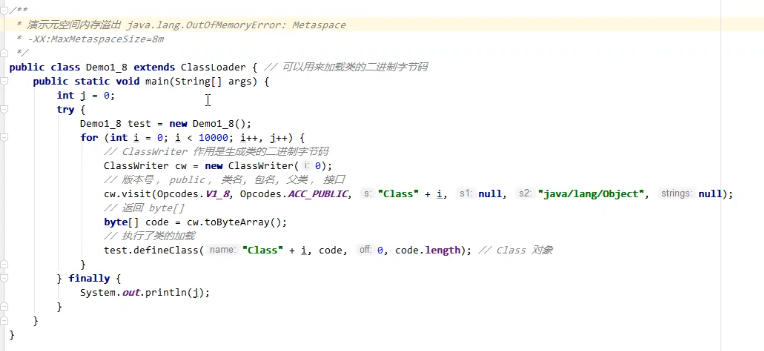 /**
 * 演示元空间内存溢出 java.lang.OutOfMemoryError: Metaspace
 * -XX:MaxMetaspaceSize=8m
 */
public class Demo1_8 extends ClassLoader { // 可以用来加载类的二进制字节码
    public static void main(String[] args) {
        int j = 0;
        try {
            Demo1_8 test = new Demo1_8();
            for (int i = 0; i < 10000; i++, j++) {
                // ClassWriter 作用是生成类的二进制字节码
                ClassWriter cw = new ClassWriter( i: 0);
                // 版本号, public, 类名, 包名, 父类, 接口
                cw.visit(Opcodes.V1_8, Opcodes.ACC_PUBLIC, s: "Class" + i, s1: null, s2: "java/lang/Object", strings: null);
                // 返回 byte[]
                byte[] code = cw.toByteArray();
                // 执行了类的加载
                test.defineClass( name: "Class" + i, code, off: 0, code.length); // Class 对象
            }
        } finally {
            System.out.println(j);
        }
    }
}